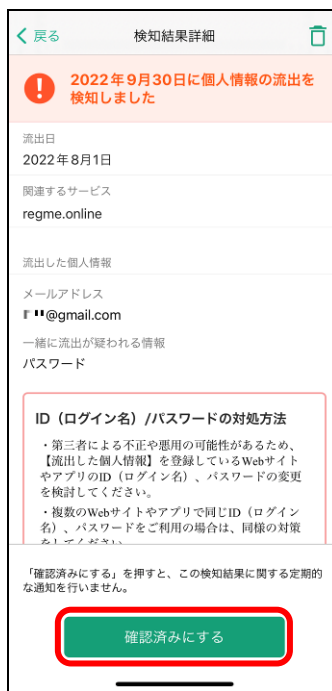 戻る 検知結果詳細
2022年9月30日に個人情報の流出を
検知しました
流出日
2022年8月1日
関連するサービス
regme.online
流出した個人情報
メールアドレス
@gmail.com
一緒に流出が疑われる情報
パスワード
ID（ログイン名）/パスワードの対処方法
・第三者による不正や悪用の可能性があるため、
【流出した個人情報】を登録しているWebサイト
やアプリのID（ログイン名）、パスワードの変更
を検討してください。
・複数のWebサイトやアプリで同じID（ログイン
名）、パスワードをご利用の場合は、同様の対策
をしてください
「確認済みにする」を押すと、この検知結果に関する定期的
な通知を行いません。
確認済みにする